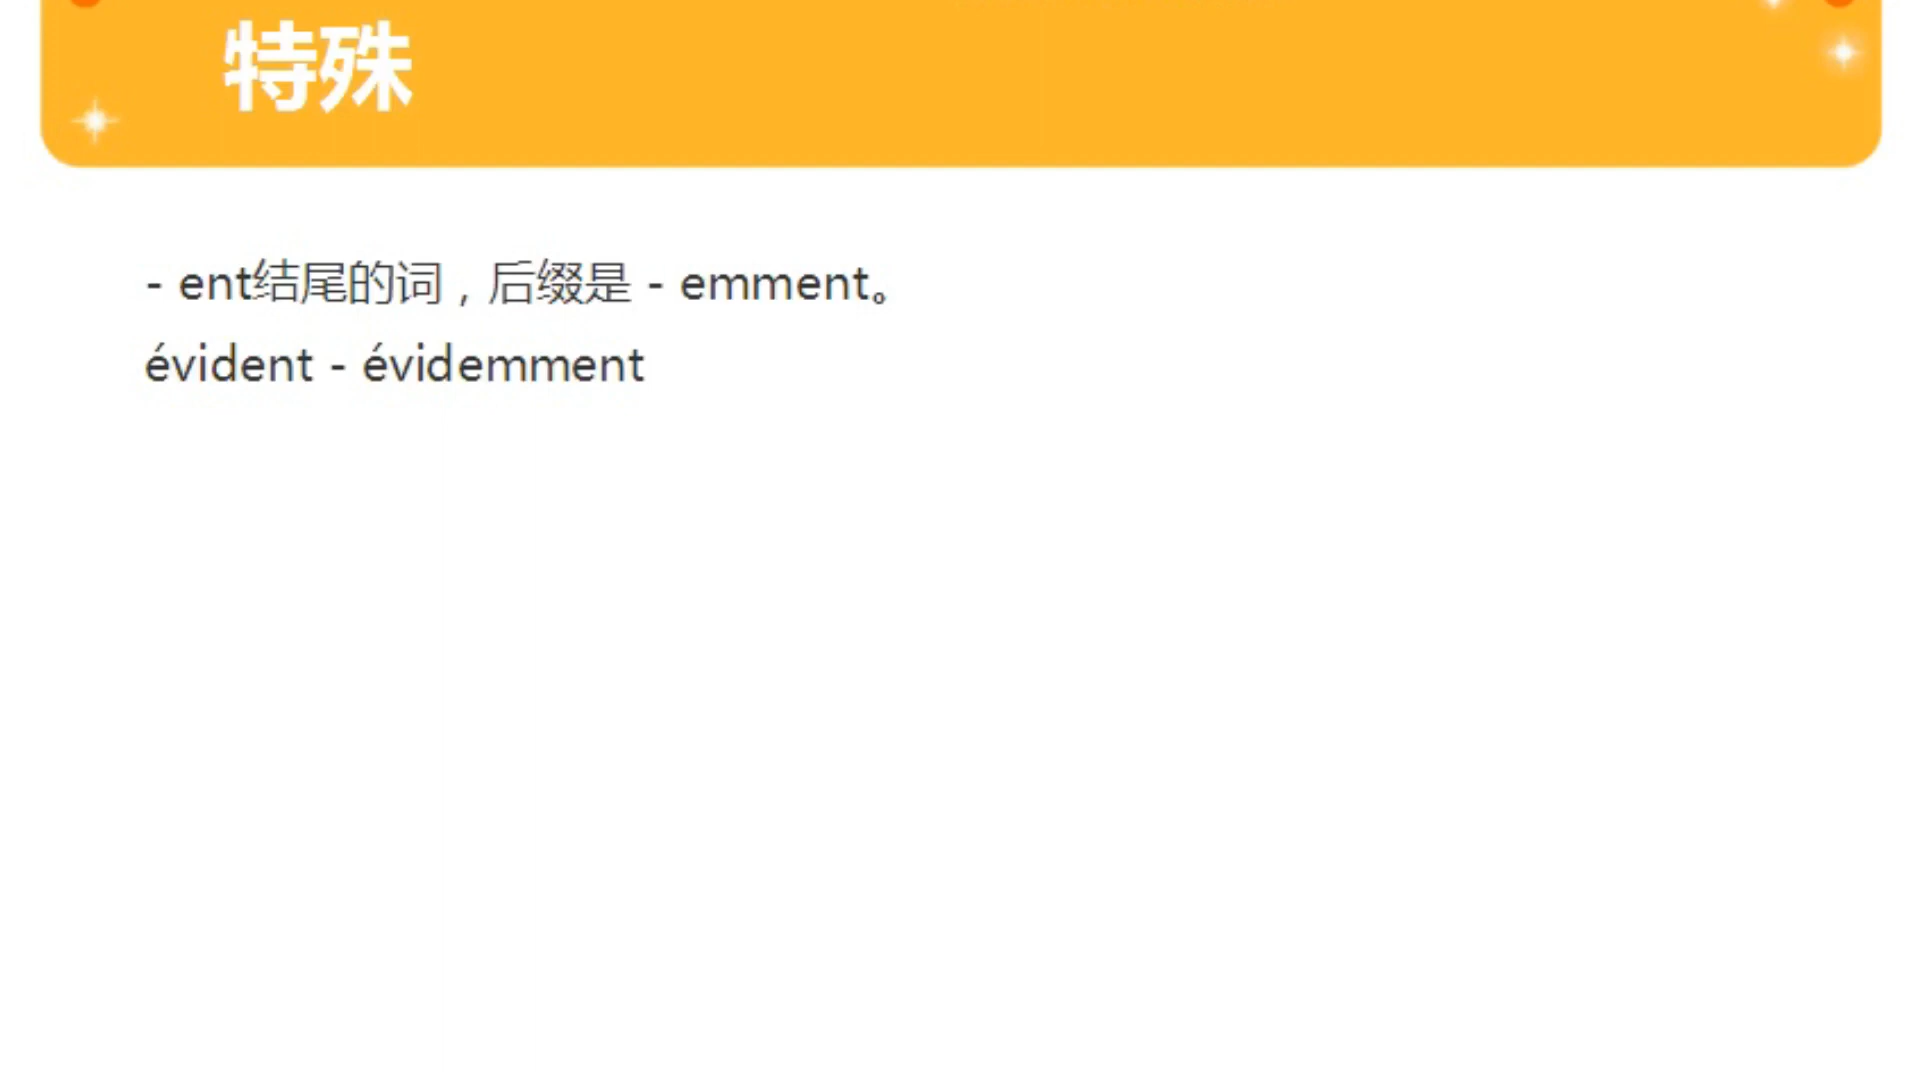 特殊
- ent结尾的词，后缀是 - emment。
évident - évidemment